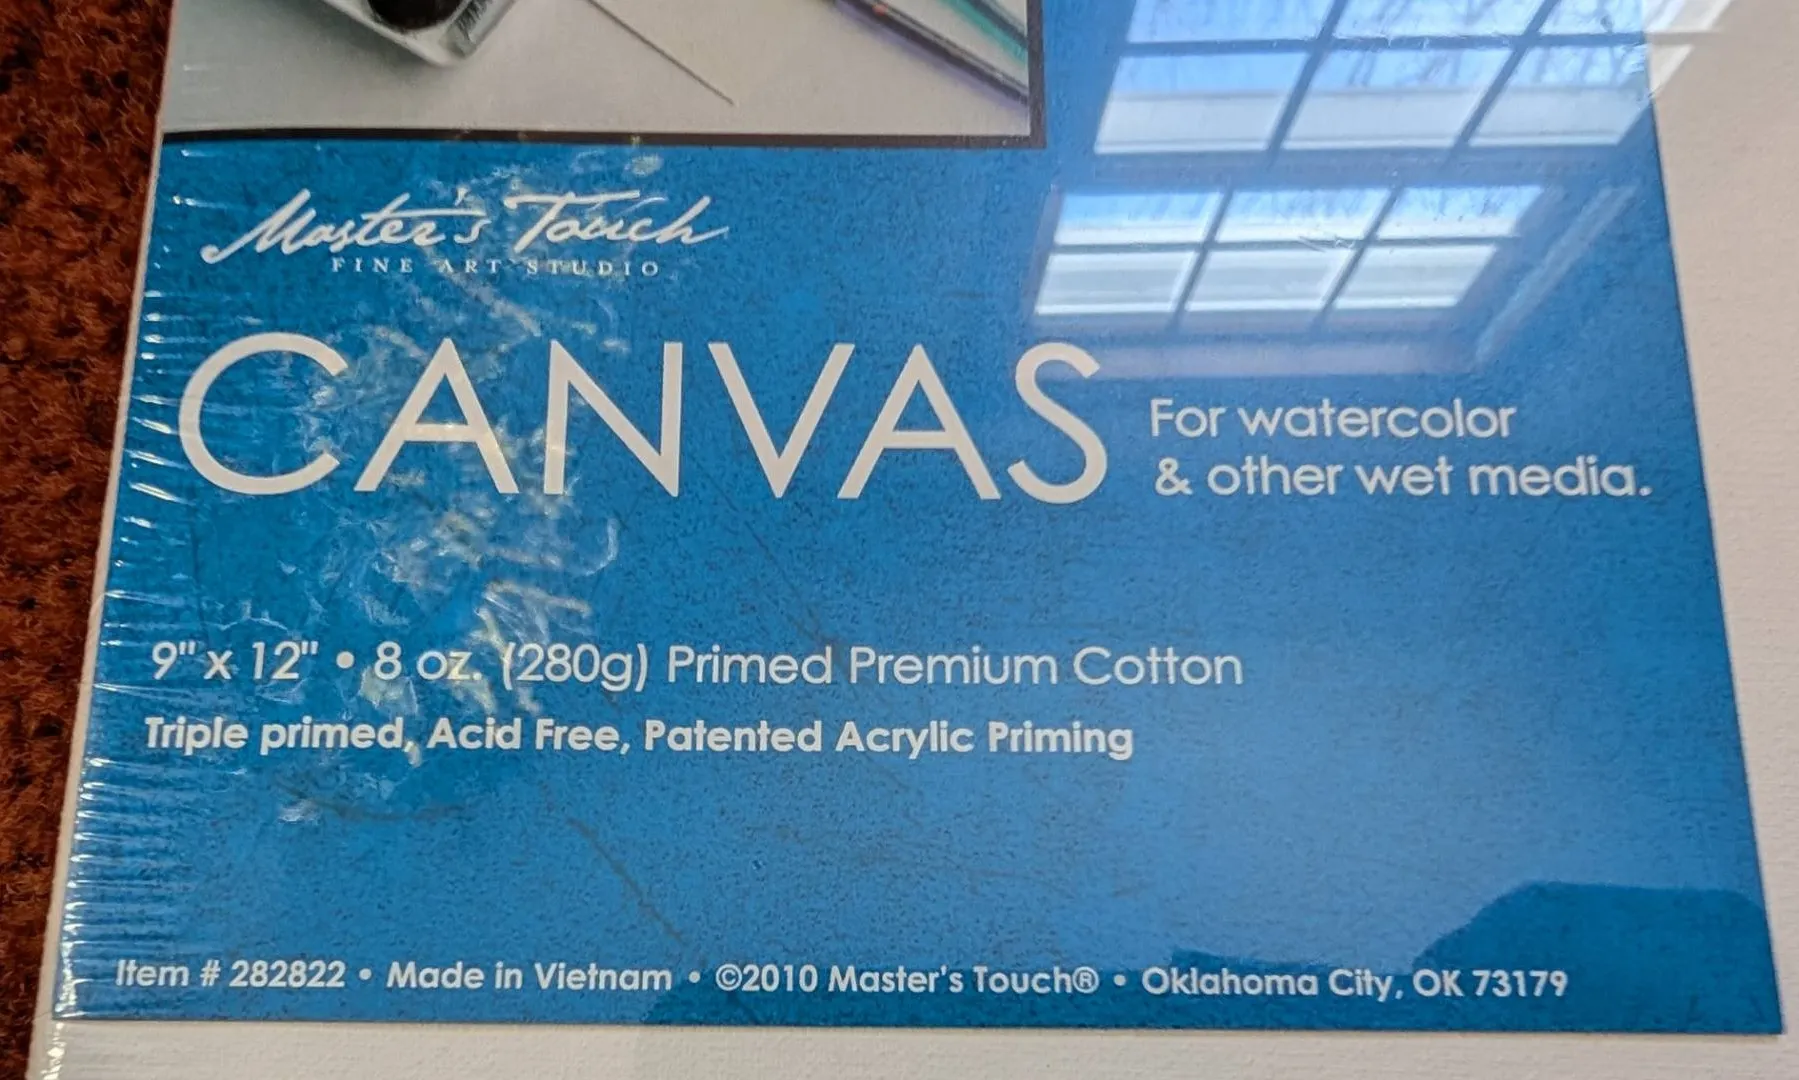 Master's Touch
FINE ART STUDIO
CANVAS
For watercolor
& other wet media.
9" x 12" • 8 oz. (280g) Primed Premium Cotton
Triple primed, Acid Free, Patented Acrylic Priming
Item # 282822 • Made in Vietnam • ©2010 Master's Touch® • Oklahoma City, OK 73179